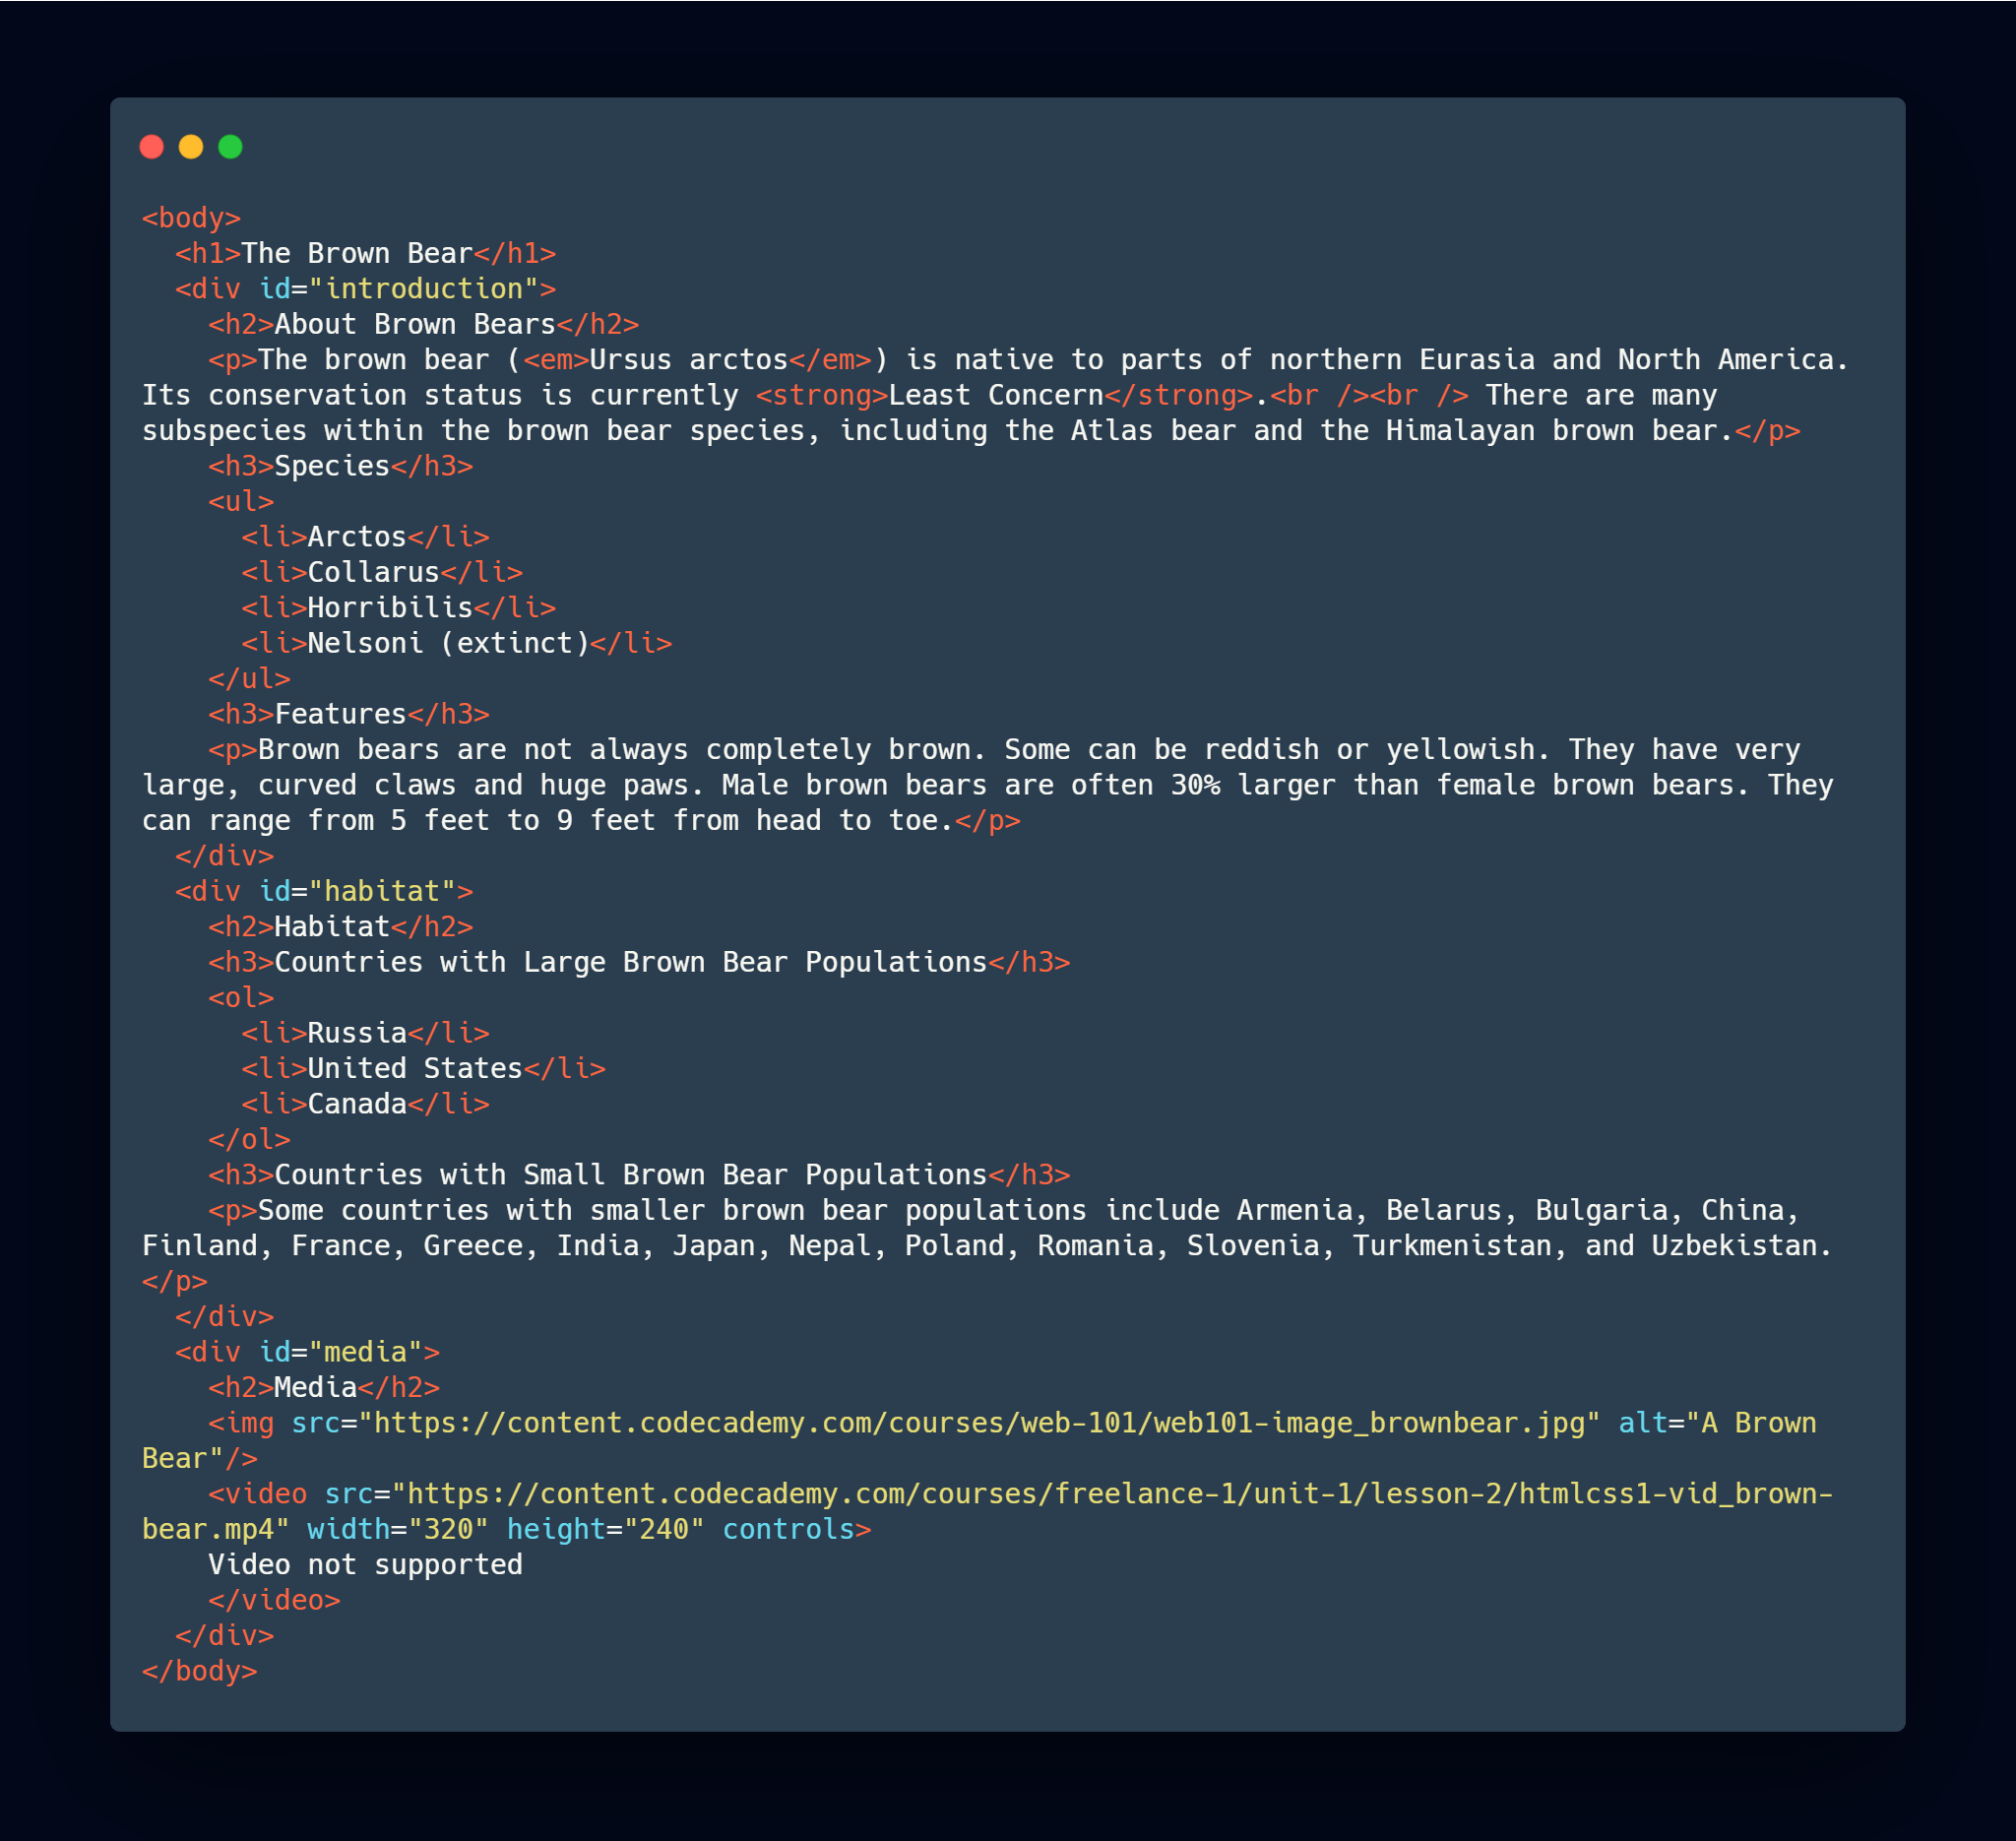 <body>
  <h1>The Brown Bear</h1>
  <div id="introduction">
    <h2>About Brown Bears</h2>
    <p>The brown bear (<em>Ursus arctos</em>) is native to parts of northern Eurasia and North America.
Its conservation status is currently <strong>Least Concern</strong>.<br /><br /> There are many
subspecies within the brown bear species, including the Atlas bear and the Himalayan brown bear.</p>
    <h3>Species</h3>
    <ul>
      <li>Arctos</li>
      <li>Collarus</li>
      <li>Horribilis</li>
      <li>Nelsoni (extinct)</li>
    </ul>
    <h3>Features</h3>
    <p>Brown bears are not always completely brown. Some can be reddish or yellowish. They have very
large, curved claws and huge paws. Male brown bears are often 30% larger than female brown bears. They
can range from 5 feet to 9 feet from head to toe.</p>
  </div>
  <div id="habitat">
    <h2>Habitat</h2>
    <h3>Countries with Large Brown Bear Populations</h3>
    <ol>
      <li>Russia</li>
      <li>United States</li>
      <li>Canada</li>
    </ol>
    <h3>Countries with Small Brown Bear Populations</h3>
    <p>Some countries with smaller brown bear populations include Armenia, Belarus, Bulgaria, China,
Finland, France, Greece, India, Japan, Nepal, Poland, Romania, Slovenia, Turkmenistan, and Uzbekistan.
</p>
  </div>
  <div id="media">
    <h2>Media</h2>
    <img src="https://content.codecademy.com/courses/web-101/web101-image_brownbear.jpg" alt="A Brown
Bear"/>
    <video src="https://content.codecademy.com/courses/freelance-1/unit-1/lesson-2/htmlcss1-vid_brown-
bear.mp4" width="320" height="240" controls>
    Video not supported
    </video>
  </div>
</body>